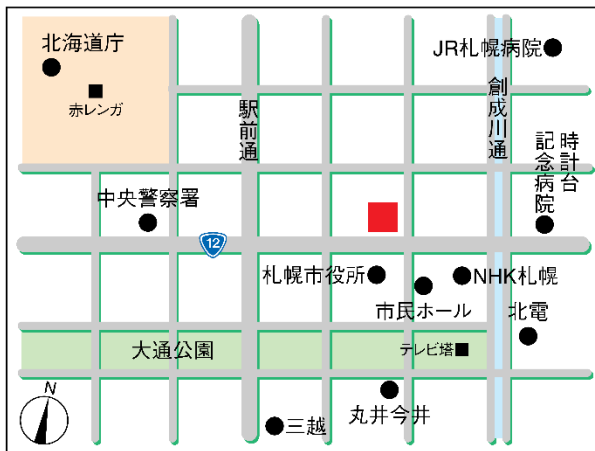 北海道庁
赤レンガ
JR札幌病院
駅前通
創成川通
時計台
記念病院
中央警察署
12
札幌市役所
NHK札幌
市民ホール
北電
大通公園
テレビ塔
丸井今井
三越
N